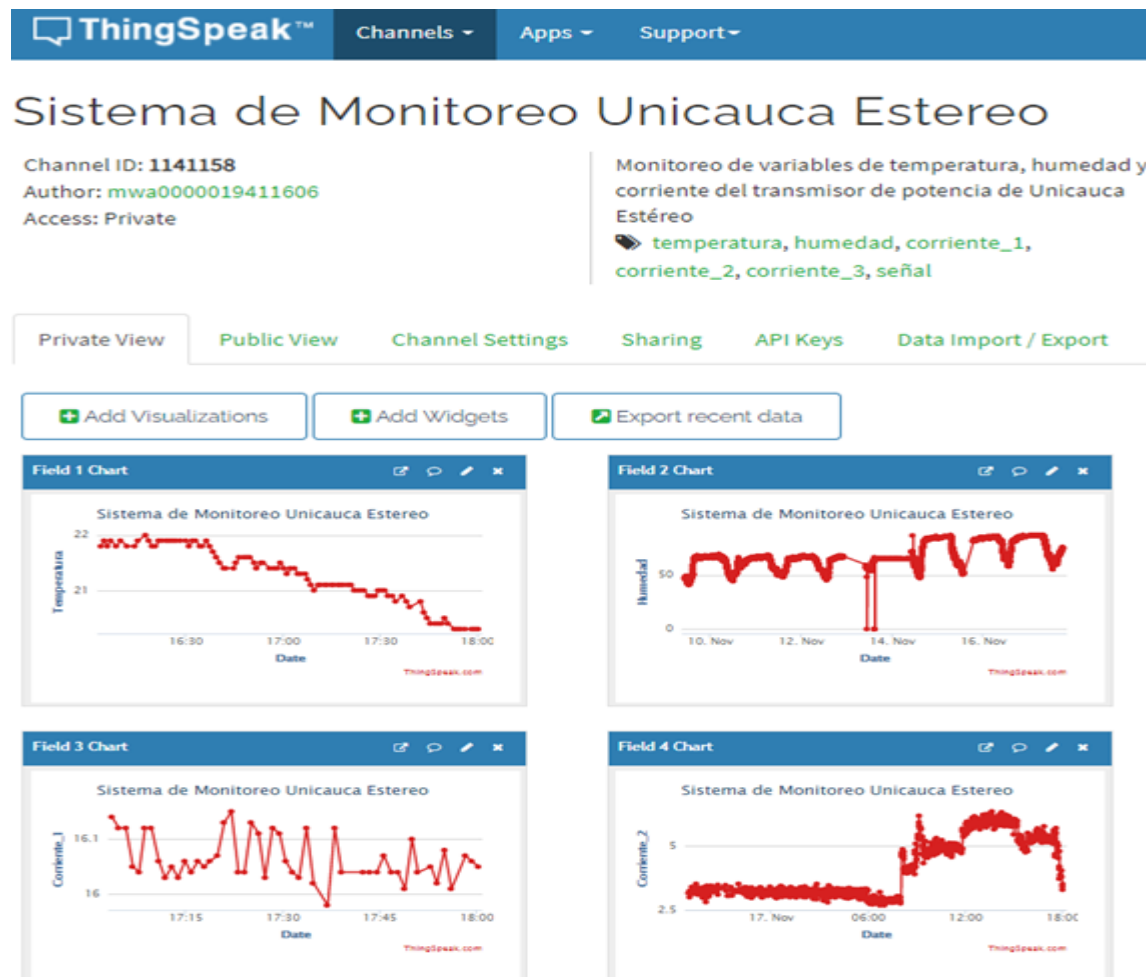 ThingSpeak™ Channels Apps Support
Sistema de Monitoreo Unicauca Estereo
Channel ID: 1141158
Author: mwa0000019411606
Access: Private
Monitoreo de variables de temperatura, humedad y
corriente del transmisor de potencia de Unicauca
Estéreo
temperatura, humedad, corriente_1,
corriente_2, corriente_3, señal
Private View Public View Channel Settings Sharing API Keys Data Import / Export
Add Visualizations Add Widgets Export recent data
Field 1 Chart
Sistema de Monitoreo Unicauca Estereo
Temperatura
22
21
16:30 17:00 17:30 18:00
Date
ThingSpeak.com
Field 2 Chart
Sistema de Monitoreo Unicauca Estereo
Humedad
50
0
10. Nov 12. Nov 14. Nov 16. Nov
Date
ThingSpeak.com
Field 3 Chart
Sistema de Monitoreo Unicauca Estereo
Corriente_1
16.1
16
17:15 17:30 17:45 18:00
Date
ThingSpeak.com
Field 4 Chart
Sistema de Monitoreo Unicauca Estereo
Corriente_2
5
2.5
17. Nov 06:00 12:00 18:00
Date
ThingSpeak.com